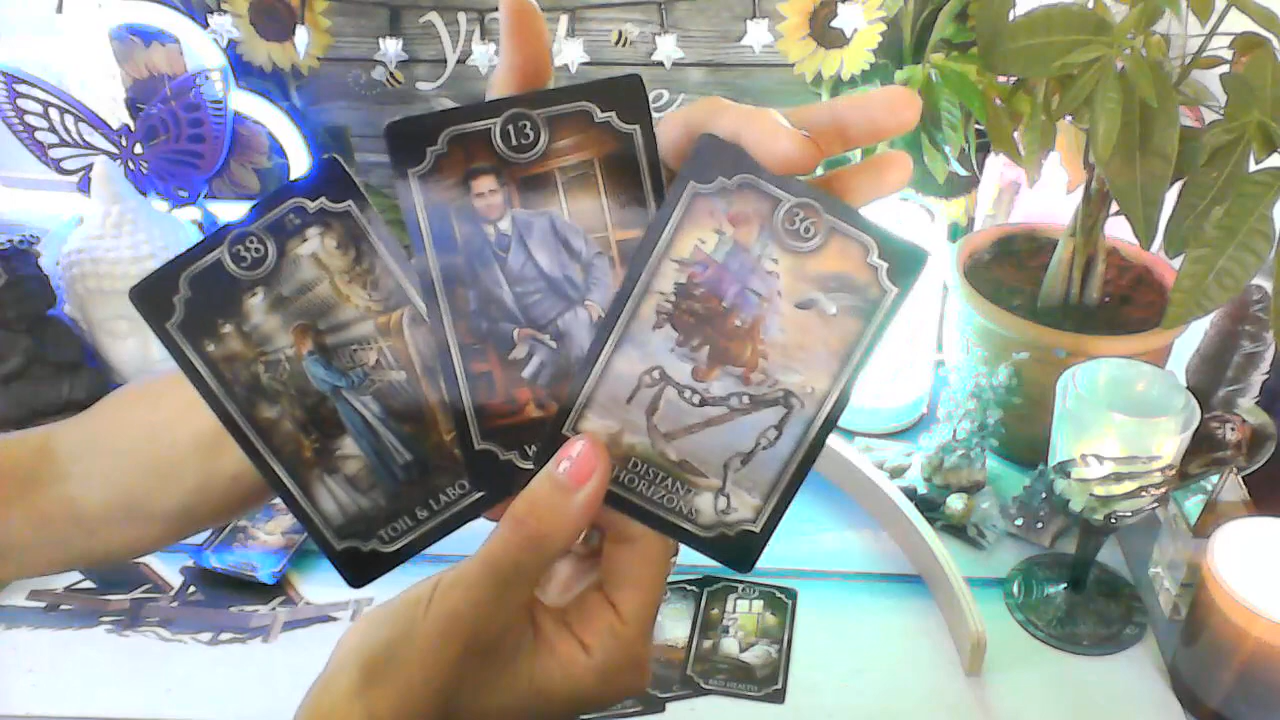 13
38
36
TOIL & LABO
W
DISTANT
HORIZONS
BAD HEALTH